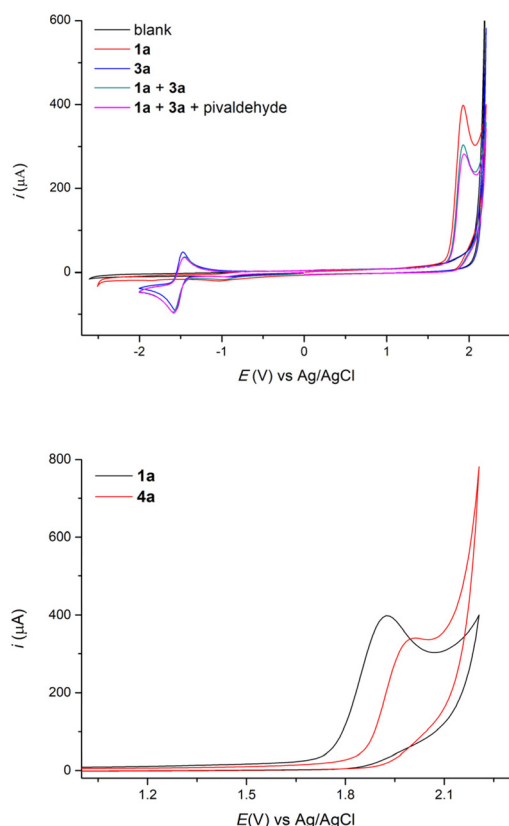 600
400
200
0
i (μA)
blank
1a
3a
1a + 3a
1a + 3a + pivaldehyde
-2 -1 0 1 2
E (V) vs Ag/AgCl
800
600
400
200
0
i (μA)
1a
4a
1.2 1.5 1.8 2.1
E(V) vs Ag/AgCl